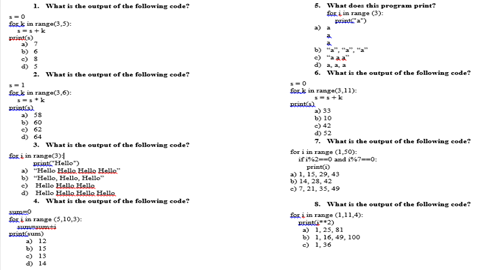 1. What is the output of the following code?
s = 0
for k in range(3,5):
s = s + k
print(s)
a) 7
b) 6
c) 8
d) 5
2. What is the output of the following code?
s = 1
for k in range(3,6):
s = s * k
print(s)
a) 58
b) 60
c) 62
d) 64
3. What is the output of the following code?
for i in range(3):
print("Hello")
a) "Hello Hello Hello Hello"
b) "Hello, Hello, Hello"
c) Hello Hello Hello
d) Hello Hello Hello Hello
4. What is the output of the following code?
sum=0
for i in range (5,10,3):
sum=sum+i
print(sum)
a) 12
b) 15
c) 13
d) 14
5. What does this program print?
for i in range (3):
print("a")
a) a
a
a
b) "a", "a", "a"
c) "a a a"
d) a, a, a
6. What is the output of the following code?
s = 0
for k in range(3,11):
s = s + k
print(s)
a) 33
b) 10
c) 42
d) 52
7. What is the output of the following code?
for i in range (1,50):
if i%2==0 and i%7==0:
print(i)
a) 1, 15, 29, 43
b) 14, 28, 42
c) 7, 21, 35, 49
8. What is the output of the following code?
for i in range (1,11,4):
print(i**2)
a) 1, 25, 81
b) 1, 16, 49, 100
c) 1, 36